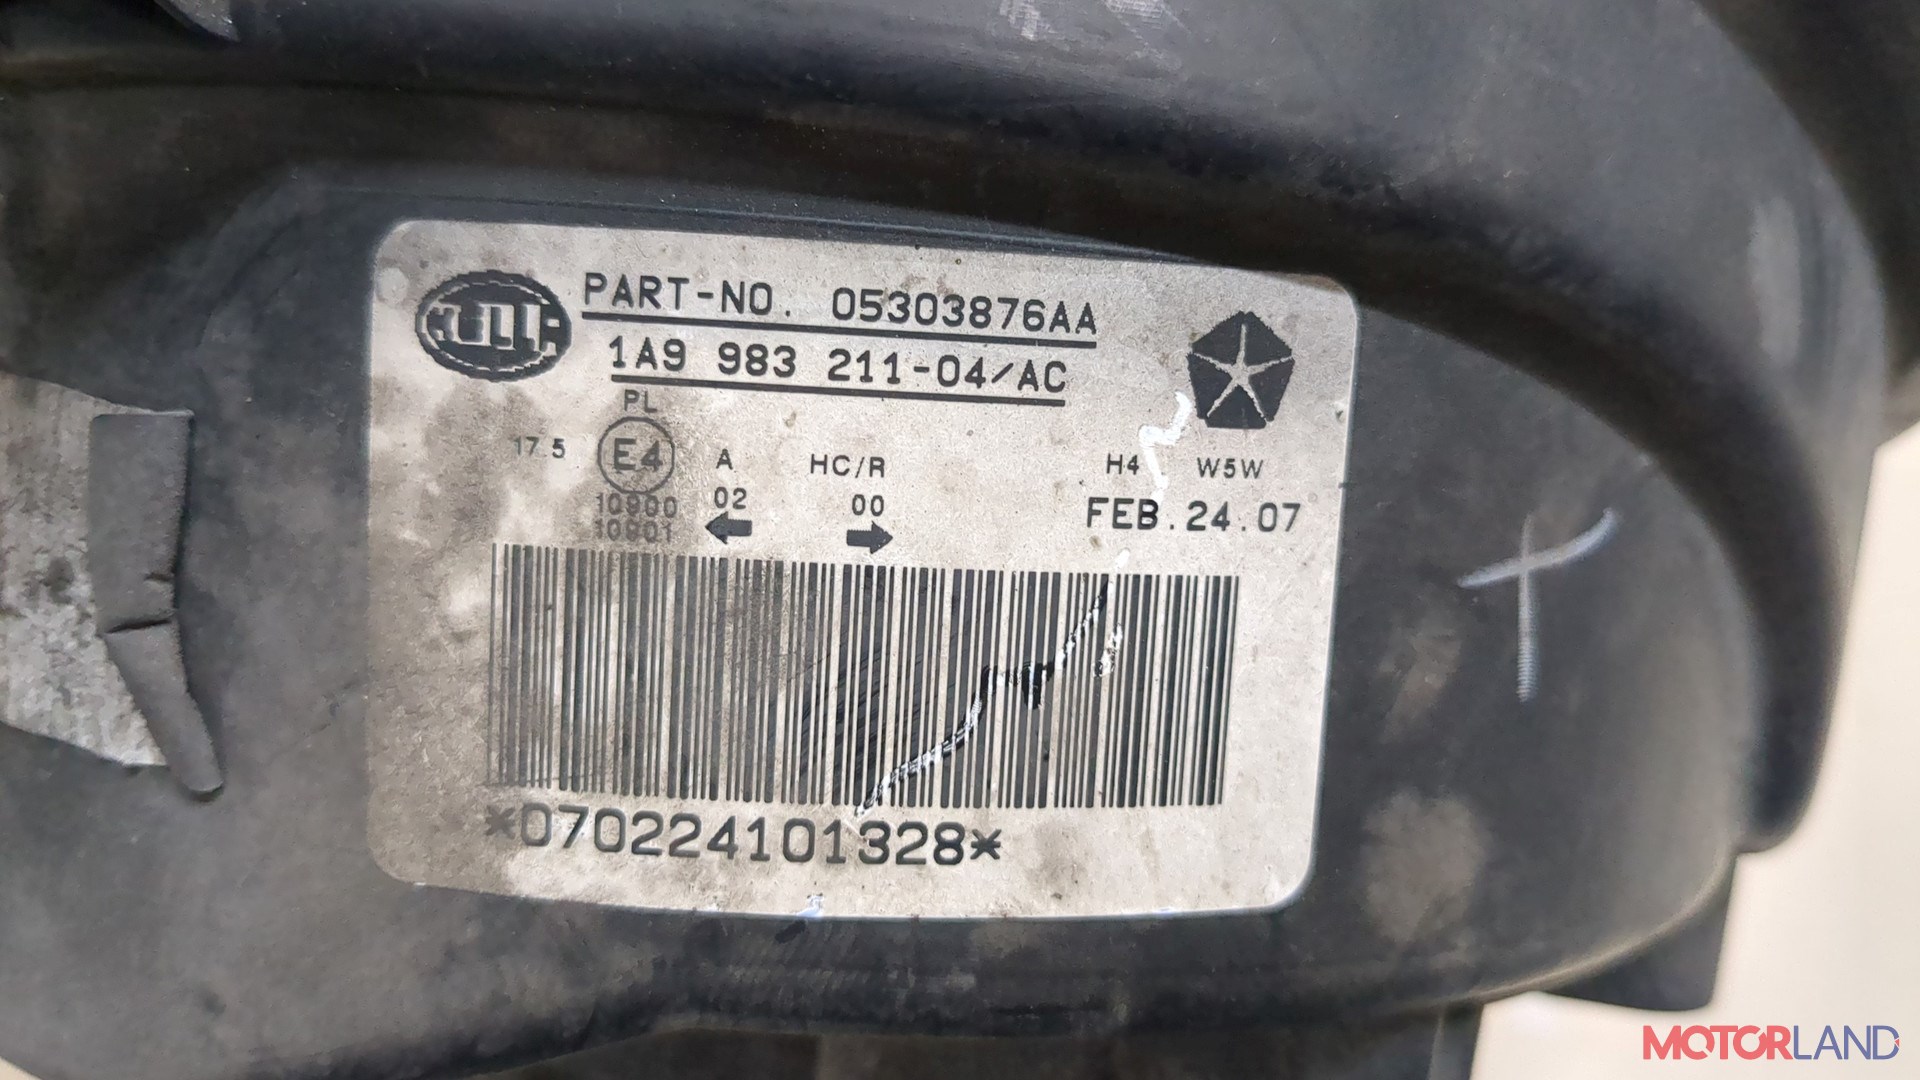 HELLA
PART-NO. 05303876AA
1A9 983 211-04/AC
PL
17 5 E4 A HC/R H4 W5W
10900 02 00 FEB.24.07
10901
*070224101328*
MOTORLAND